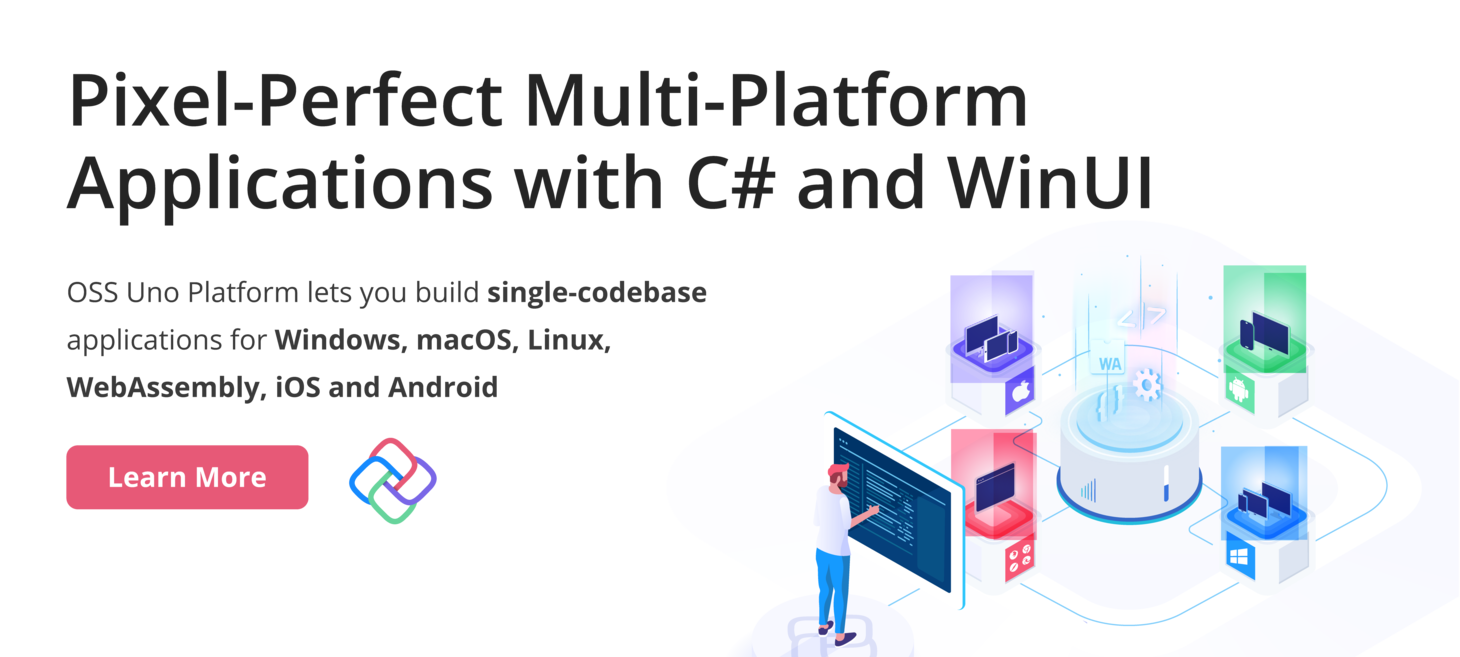 Pixel-Perfect Multi-Platform
Applications with C# and WinUI
OSS Uno Platform lets you build single-codebase
applications for Windows, macOS, Linux,
WebAssembly, iOS and Android
Learn More
</>
WA
{}